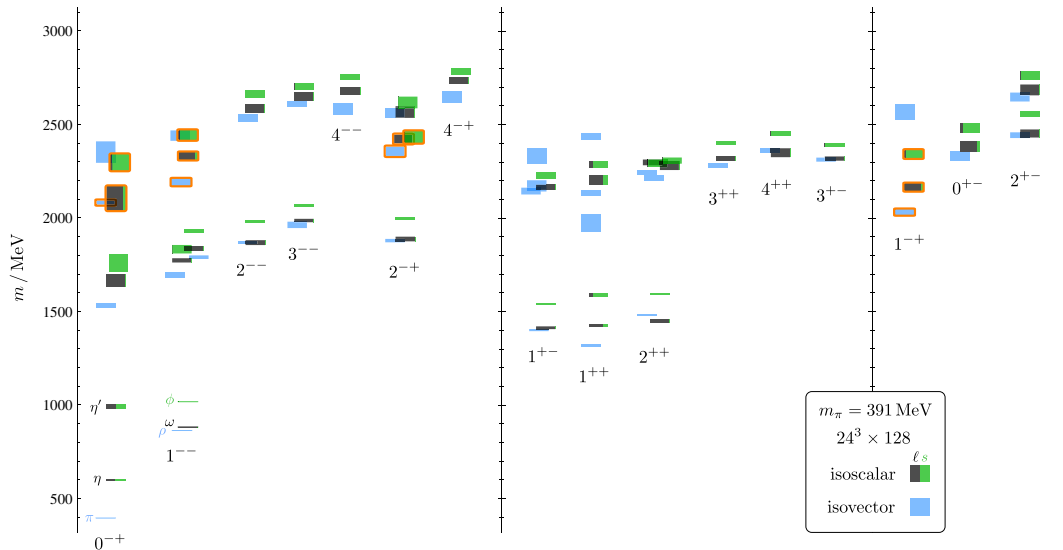 3000
2500
2000
1500
1000
500
m / MeV
η′
η
π
0⁻⁺
ϕ
ω
ρ
1⁻⁻
2⁻⁻
3⁻⁻
4⁻⁻
2⁻⁺
4⁻⁺
1⁺⁻
1⁺⁺
2⁺⁺
3⁺⁺
4⁺⁺
3⁺⁻
1⁻⁺
0⁺⁻
2⁺⁻
m_π = 391 MeV
24³ × 128
ℓ s
isoscalar
isovector